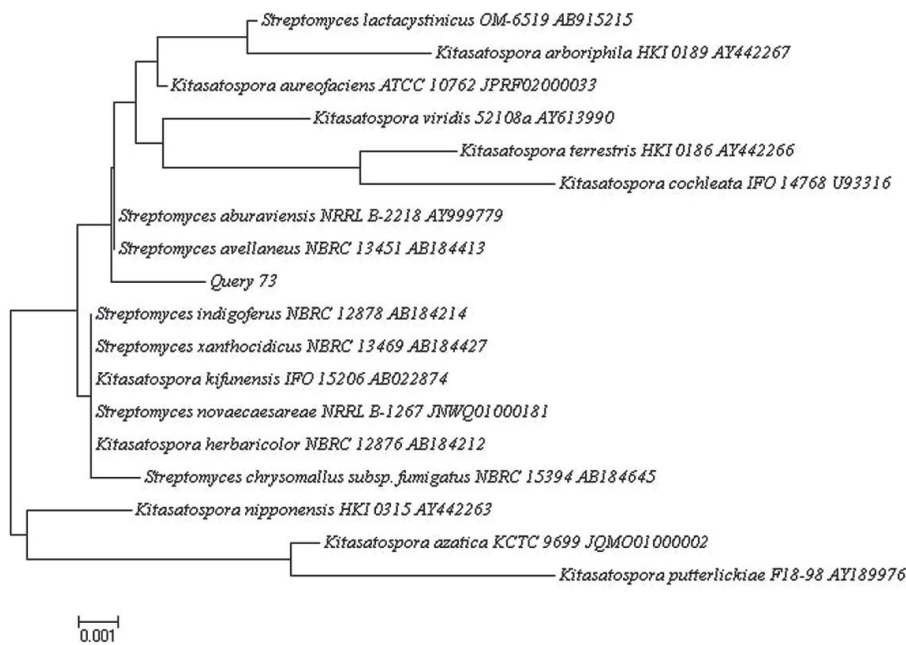 Streptomyces lactacystinicus OM-6519 AB915215
Kitasatospora arboriphila HKI 0189 AY442267
Kitasatospora aureofaciens ATCC 10762 JPRF02000033
Kitasatospora viridis 52108a AY613990
Kitasatospora terrestris HKI 0186 AY442266
Kitasatospora cochleata IFO 14768 U93316
Streptomyces aburaviensis NRRL B-2218 AY999779
Streptomyces avellaneus NBRC 13451 AB184413
Query 73
Streptomyces indigoferus NBRC 12878 AB184214
Streptomyces xanthocidicus NBRC 13469 AB184427
Kitasatospora kifunensis IFO 15206 AB022874
Streptomyces novaecaesareae NRRL B-1267 JNWQ01000181
Kitasatospora herbaricolor NBRC 12876 AB184212
Streptomyces chrysomallus subsp. fumigatus NBRC 15394 AB184645
Kitasatospora nipponensis HKI 0315 AY442263
Kitasatospora azatica KCTC 9699 JQMO01000002
Kitasatospora putterlickiae F18-98 AY189976
0.001